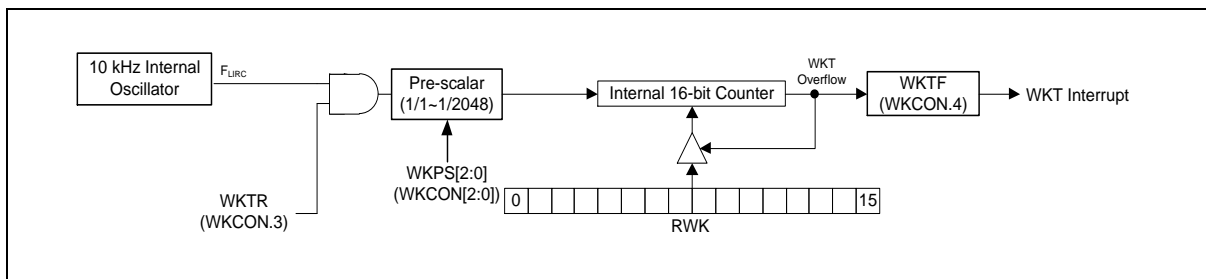 10 kHz Internal
Oscillator
F_LIRC
Pre-scalar
(1/1~1/2048)
Internal 16-bit Counter
WKT
Overflow
WKTF
(WKCON.4)
WKT Interrupt
WKTR
(WKCON.3)
WKPS[2:0]
(WKCON[2:0])
0
15
RWK